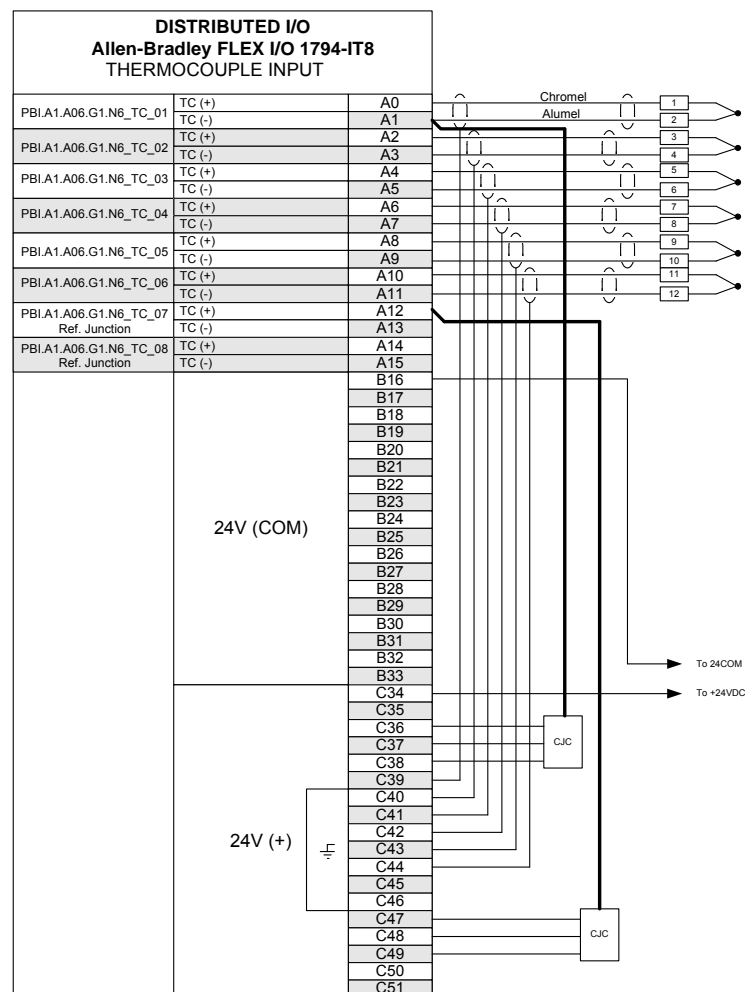 DISTRIBUTED I/O
Allen-Bradley FLEX I/O 1794-IT8
THERMOCOUPLE INPUT
PBI.A1.A06.G1.N6_TC_01
TC (+) A0 Chromel 1
TC (-) A1 Alumel 2
PBI.A1.A06.G1.N6_TC_02
TC (+) A2 3
TC (-) A3 4
PBI.A1.A06.G1.N6_TC_03
TC (+) A4 5
TC (-) A5 6
PBI.A1.A06.G1.N6_TC_04
TC (+) A6 7
TC (-) A7 8
PBI.A1.A06.G1.N6_TC_05
TC (+) A8 9
TC (-) A9 10
PBI.A1.A06.G1.N6_TC_06
TC (+) A10 11
TC (-) A11 12
PBI.A1.A06.G1.N6_TC_07
Ref. Junction
TC (+) A12
TC (-) A13
PBI.A1.A06.G1.N6_TC_08
Ref. Junction
TC (+) A14
TC (-) A15
24V (COM)
B16
B17
B18
B19
B20
B21
B22
B23
B24
B25
B26
B27
B28
B29
B30
B31
B32
To 24COM
B33
24V (+)
C34 To +24VDC
C35
C36
C37 CJC
C38
C39
C40
C41
C42
C43
C44
C45
C46
C47
C48 CJC
C49
C50
C51